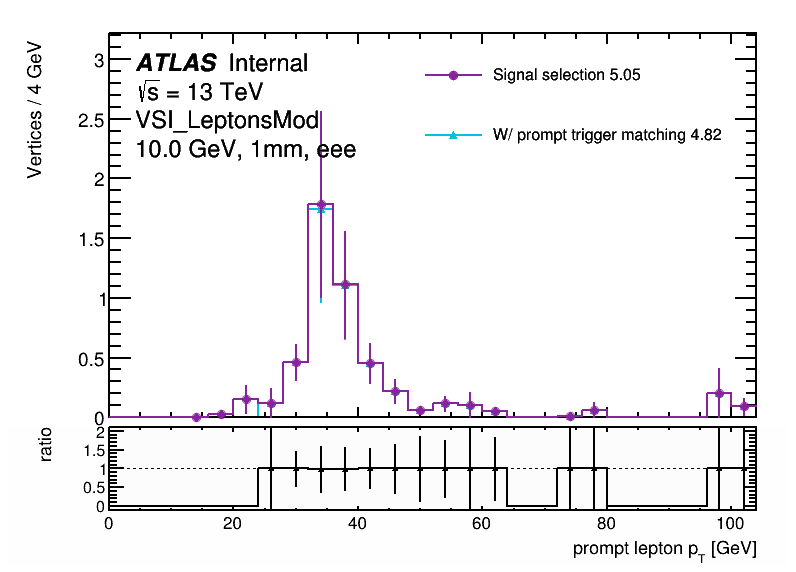 Vertices / 4 GeV
ATLAS Internal
√s = 13 TeV
VSI_LeptonsMod
10.0 GeV, 1mm, eee
Signal selection 5.05
W/ prompt trigger matching 4.82
3
2.5
2
1.5
1
0.5
0
ratio
2
1.5
1
0.5
0
0 20 40 60 80 100
prompt lepton pT [GeV]